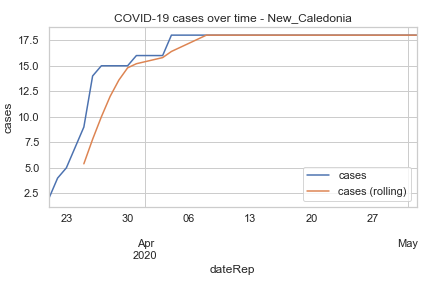 COVID-19 cases over time - New_Caledonia
17.5
15.0
12.5
10.0
7.5
5.0
2.5
cases
cases
cases (rolling)
23 30 06 13 20 27
Apr May
2020
dateRep